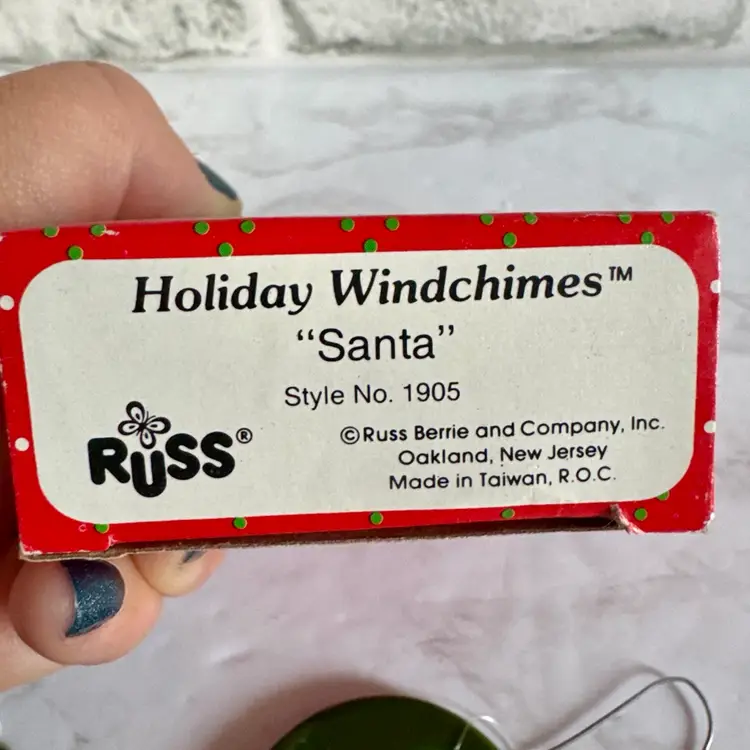 Holiday Windchimes™
“Santa”
Style No. 1905
RUSS®
©Russ Berrie and Company, Inc.
Oakland, New Jersey
Made in Taiwan, R.O.C.